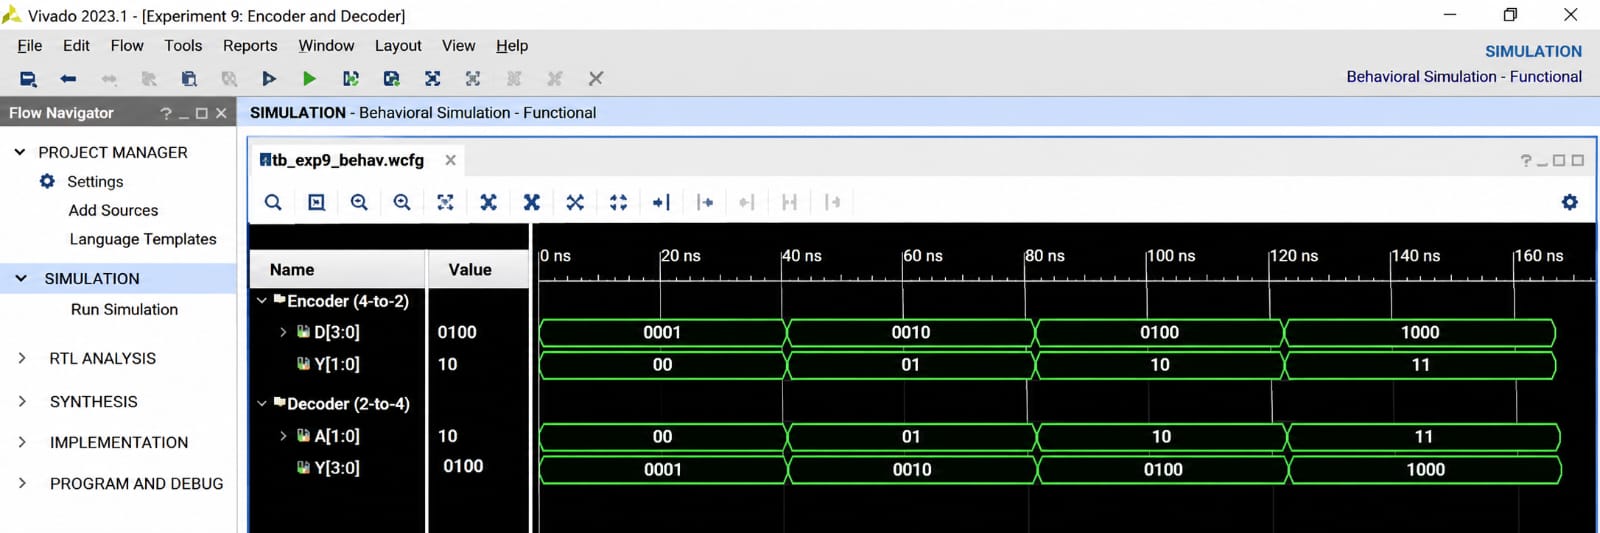 Vivado 2023.1 - [Experiment 9: Encoder and Decoder]
File Edit Flow Tools Reports Window Layout View Help
SIMULATION
Behavioral Simulation - Functional
Flow Navigator ? _ □ ×
SIMULATION - Behavioral Simulation - Functional
PROJECT MANAGER
Settings
Add Sources
Language Templates
SIMULATION
Run Simulation
RTL ANALYSIS
SYNTHESIS
IMPLEMENTATION
PROGRAM AND DEBUG
tb_exp9_behav.wcfg
Name Value 0 ns 20 ns 40 ns 60 ns 80 ns 100 ns 120 ns 140 ns 160 ns
Encoder (4-to-2)
D[3:0] 0100 0001 0010 0100 1000
Y[1:0] 10 00 01 10 11
Decoder (2-to-4)
A[1:0] 10 00 01 10 11
Y[3:0] 0100 0001 0010 0100 1000